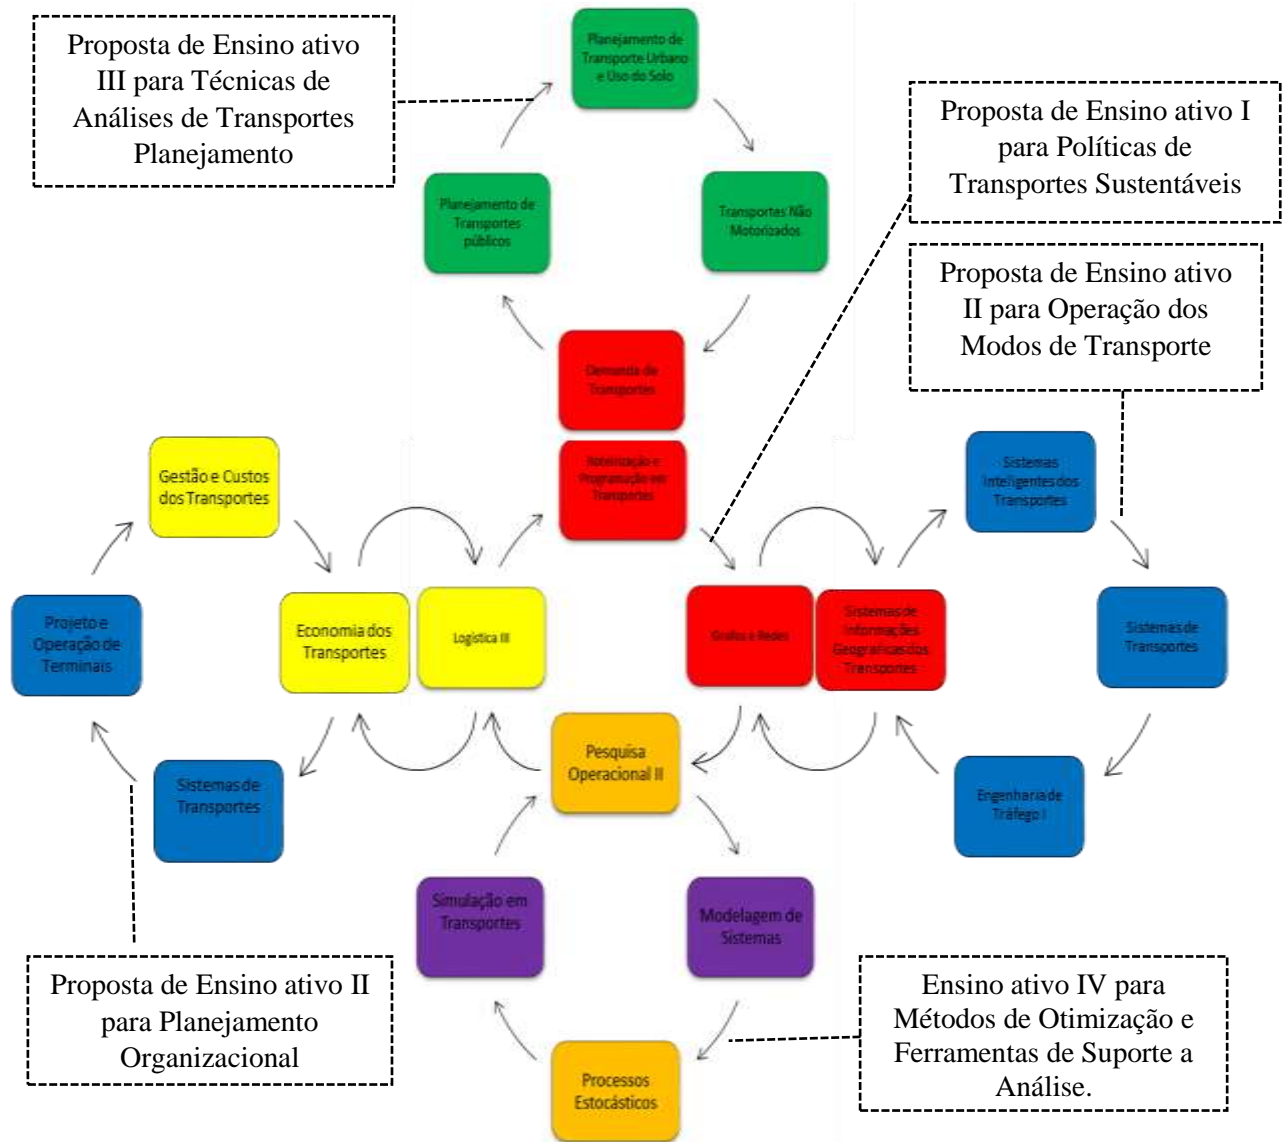 Proposta de Ensino ativo
III para Técnicas de
Análises de Transportes
Planejamento
Planejamento de
Transporte Urbano
e Uso do Solo
Proposta de Ensino ativo I
para Políticas de
Transportes Sustentáveis
Planejamento de
Transportes
públicos
Transportes Não
Motorizados
Proposta de Ensino ativo
II para Operação dos
Modos de Transporte
Demanda de
Transportes
Gestão e Custos
dos Transportes
Roteirização e
Programação em
Transportes
Sistemas
Inteligentes dos
Transportes
Projeto e
Operação de
Terminais
Economia dos
Transportes
Logística III
Grafos e Redes
Sistemas de
Informações
Geográficas dos
Transportes
Sistemas de
Transportes
Pesquisa
Operacional II
Sistemas de
Transportes
Engenharia de
Tráfego I
Simulação em
Transportes
Modelagem de
Sistemas
Proposta de Ensino ativo II
para Planejamento
Organizacional
Processos
Estocásticos
Ensino ativo IV para
Métodos de Otimização e
Ferramentas de Suporte a
Análise.